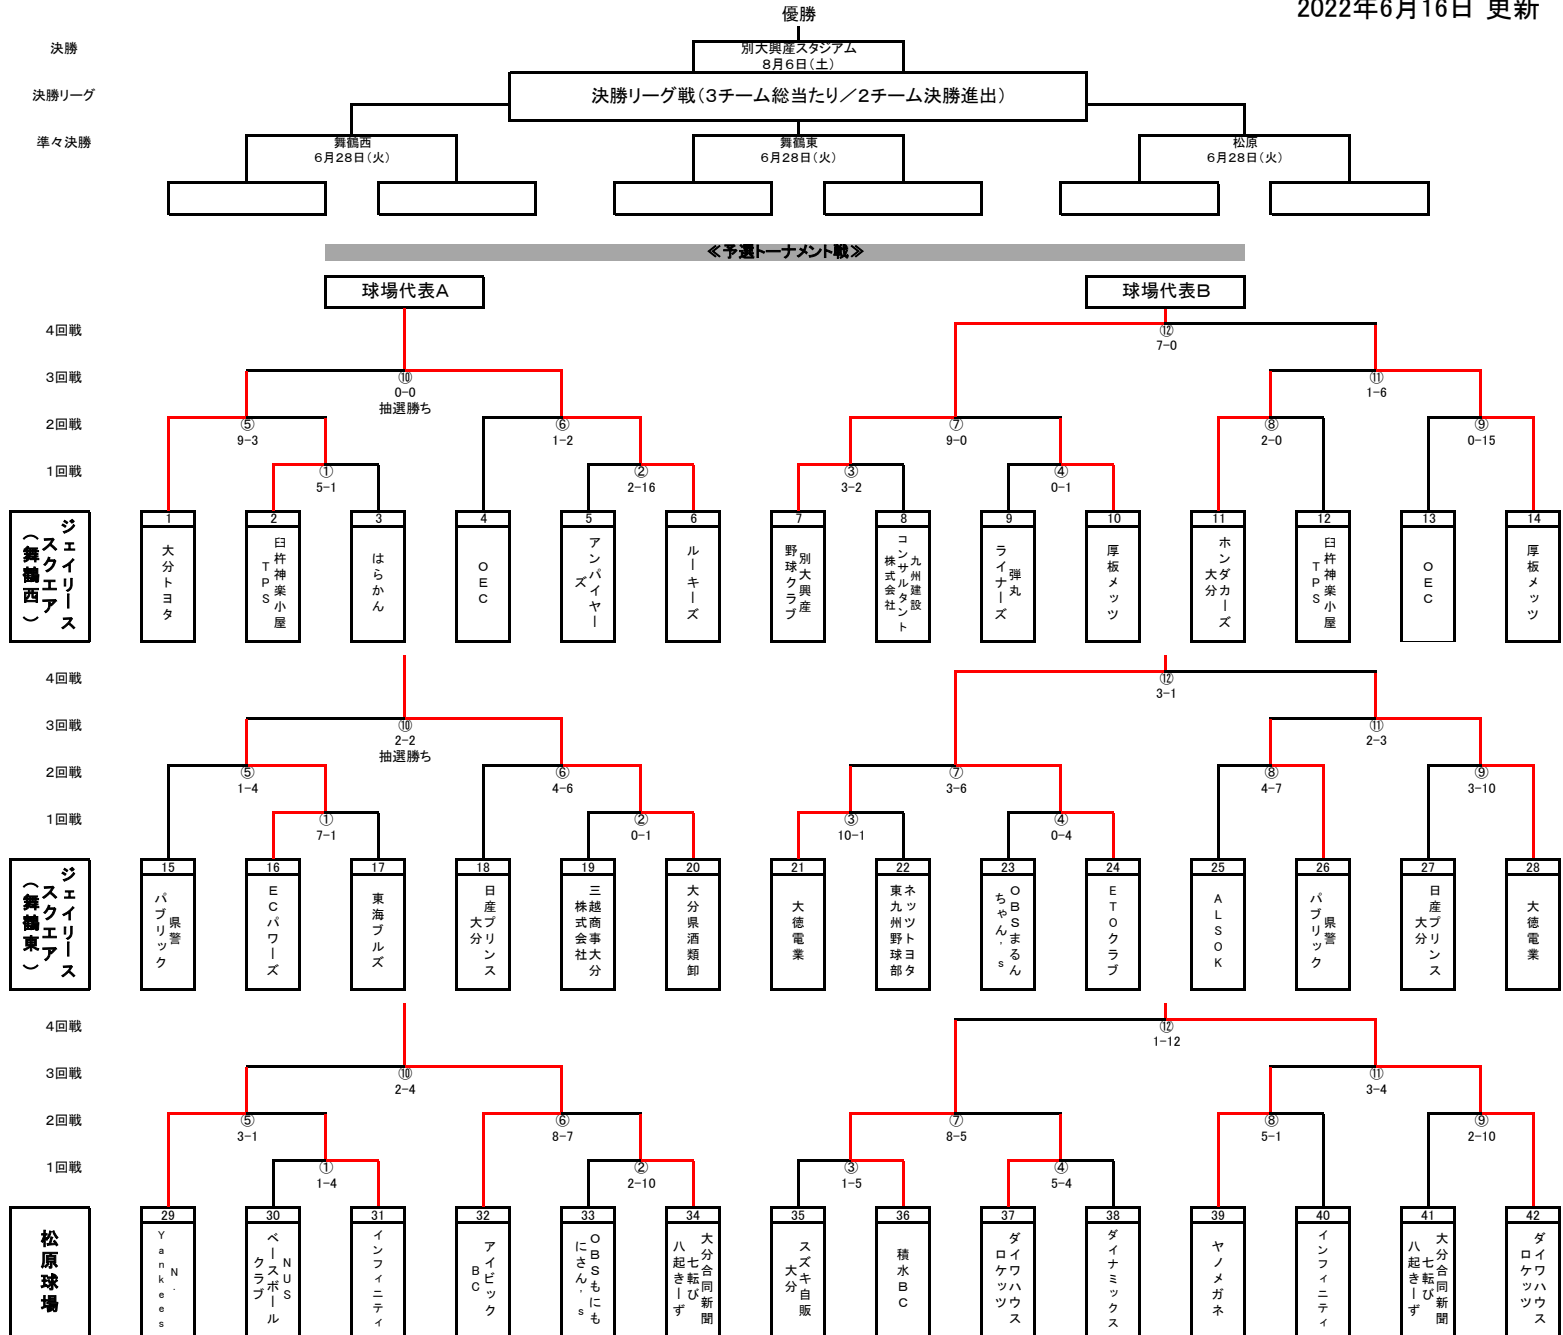 2022年6月16日 更新
優勝
決勝
別大興産スタジアム
8月6日(土)
決勝リーグ
決勝リーグ戦(3チーム総当たり/2チーム決勝進出)
準々決勝
舞鶴西
6月28日(火)
舞鶴東
6月28日(火)
松原
6月28日(火)
≪予選トーナメント戦≫
球場代表A
球場代表B
4回戦
⑫
7-0
3回戦
⑩
0-0
抽選勝ち
⑪
1-6
2回戦
⑤
9-3
⑥
1-2
⑦
9-0
⑧
2-0
⑨
0-15
1回戦
①
5-1
②
2-16
③
3-2
④
0-1
ジェイリース
スクエア
(舞鶴西)
1
大分トヨタ
2
臼杵神楽小屋
TPS
3
はらかん
4
OEC
5
アンパイヤー
ズ
6
ルーキーズ
7
別大興産
野球クラブ
8
九州建設
コンサルタント
株式会社
9
弾丸
ライナーズ
10
厚板メッツ
11
ホンダカーズ
大分
12
臼杵神楽小屋
TPS
13
OEC
14
厚板メッツ
4回戦
⑫
3-1
3回戦
⑩
2-2
抽選勝ち
⑪
2-3
2回戦
⑤
1-4
⑥
4-6
⑦
3-6
⑧
4-7
⑨
3-10
1回戦
①
7-1
②
0-1
③
10-1
④
0-4
ジェイリース
スクエア
(舞鶴東)
15
県警
パブリック
16
ECパワーズ
17
東海ブルズ
18
日産プリンス
大分
19
三越商事大分
株式会社
20
大分県酒類卸
21
大徳電業
22
ネッツトヨタ
東九州野球部
23
OBSまるん
ちゃん's
24
ETOクラブ
25
ALSOK
26
県警
パブリック
27
日産プリンス
大分
28
大徳電業
4回戦
⑫
1-12
3回戦
⑩
2-4
⑪
3-4
2回戦
⑤
3-1
⑥
8-7
⑦
8-5
⑧
5-1
⑨
2-10
1回戦
①
1-4
②
2-10
③
1-5
④
5-4
松原球場
29
N.
Yankees
30
NUS
ベースボール
クラブ
31
インフィニティ
32
アイビック
BC
33
OBSもにも
にさん's
34
大分合同新聞
七転び
八起きーず
35
スズキ自販
大分
36
積水BC
37
ダイワハウス
ロケッツ
38
ダイナミックス
39
ヤノメガネ
40
インフィニティ
41
大分合同新聞
七転び
八起きーず
42
ダイワハウス
ロケッツ